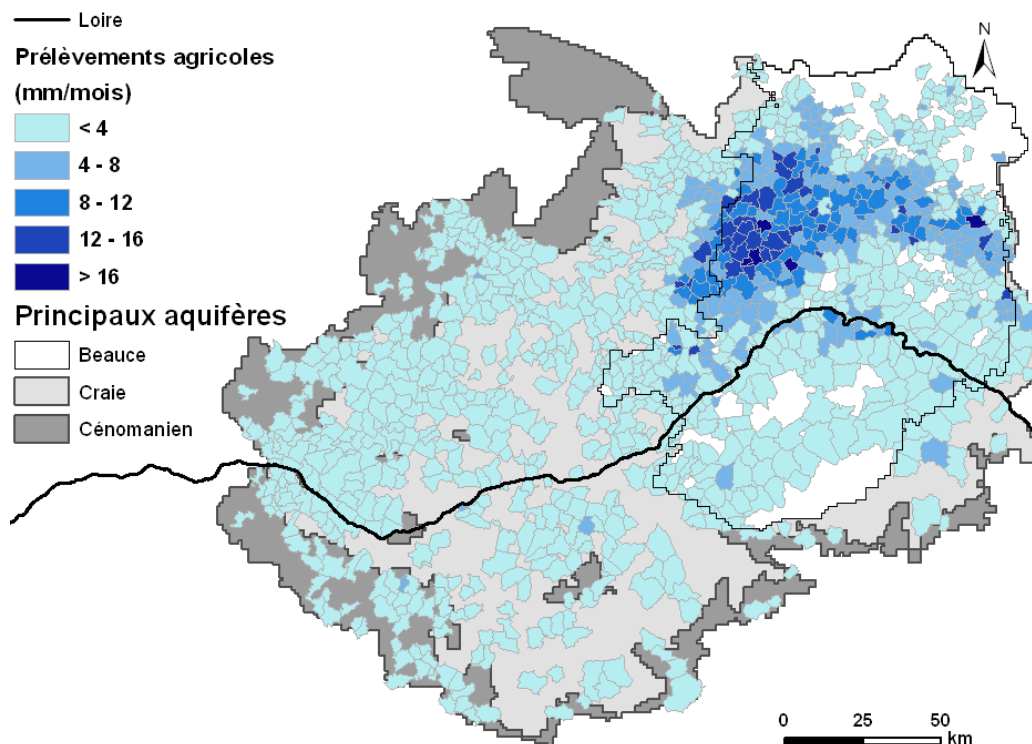 Loire
Prélèvements agricoles
(mm/mois)
< 4
4 - 8
8 - 12
12 - 16
> 16
Principaux aquifères
Beauce
Craie
Cénomanien
N
0 25 50
km